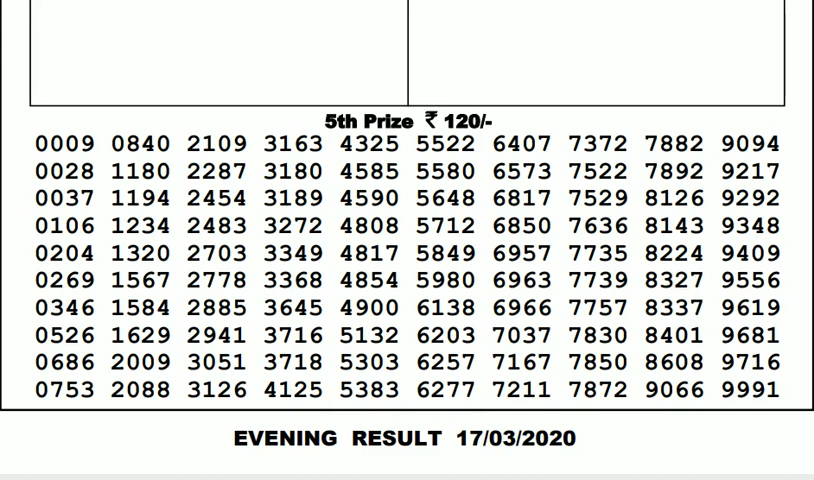 5th Prize ₹ 120/-
0009 0840 2109 3163 4325 5522 6407 7372 7882 9094
0028 1180 2287 3180 4585 5580 6573 7522 7892 9217
0037 1194 2454 3189 4590 5648 6817 7529 8126 9292
0106 1234 2483 3272 4808 5712 6850 7636 8143 9348
0204 1320 2703 3349 4817 5849 6957 7735 8224 9409
0269 1567 2778 3368 4854 5980 6963 7739 8327 9556
0346 1584 2885 3645 4900 6138 6966 7757 8337 9619
0526 1629 2941 3716 5132 6203 7037 7830 8401 9681
0686 2009 3051 3718 5303 6257 7167 7850 8608 9716
0753 2088 3126 4125 5383 6277 7211 7872 9066 9991
EVENING RESULT 17/03/2020